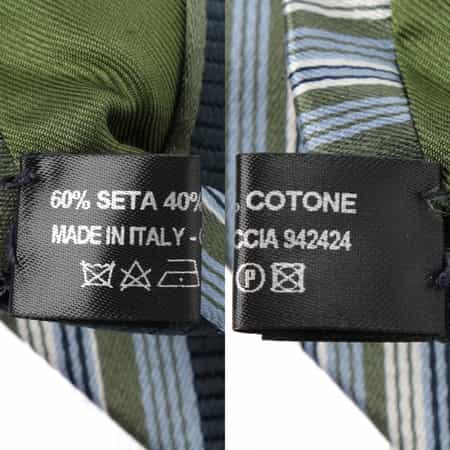 60% SETA 40% COTONE
MADE IN ITALY - CCIA 942424
P